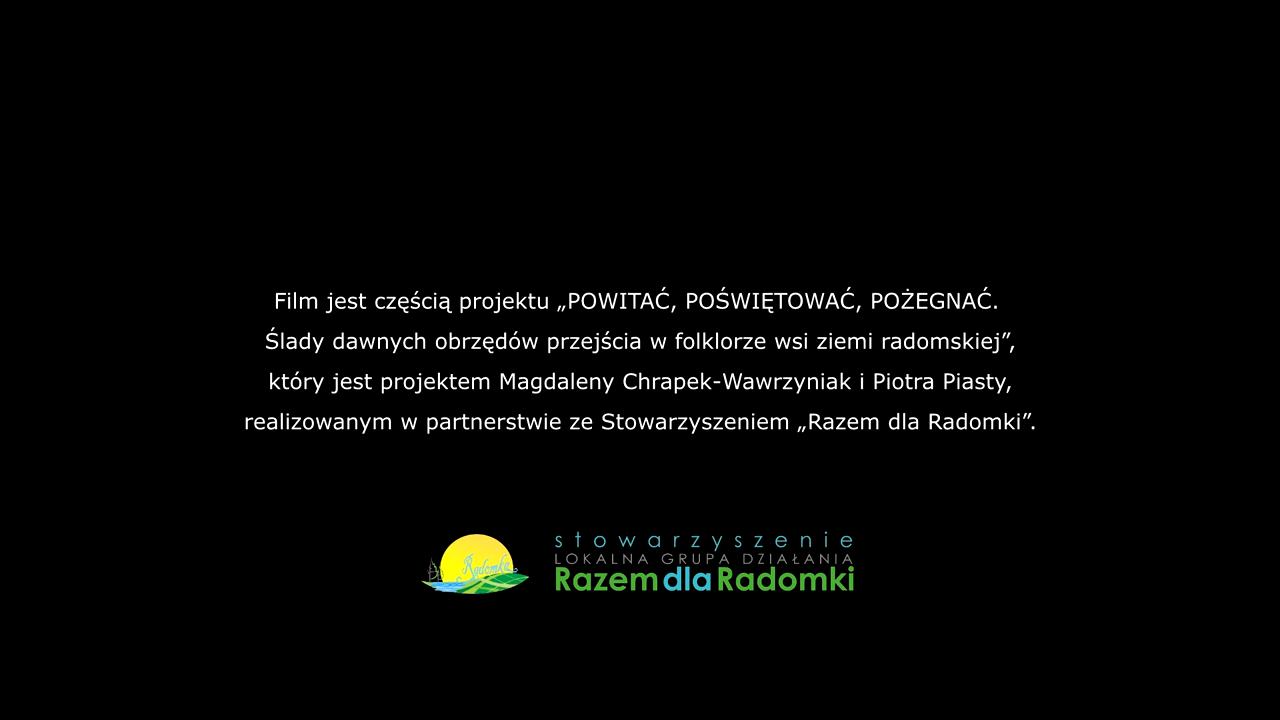 Film jest częścią projektu „POWITAĆ, POŚWIĘTOWAĆ, POŻEGNAĆ.
Ślady dawnych obrzędów przejścia w folklorze wsi ziemi radomskiej”,
który jest projektem Magdaleny Chrapek-Wawrzyniak i Piotra Piasty,
realizowanym w partnerstwie ze Stowarzyszeniem „Razem dla Radomki”.
Radomka
stowarzyszenie
LOKALNA GRUPA DZIAŁANIA
Razem dla Radomki